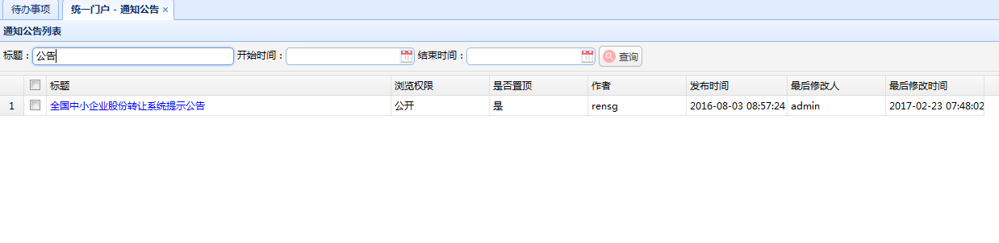 待办事项 统一门户 - 通知公告 ×
通知公告列表
标题：公告 开始时间： 结束时间： 查询
标题 浏览权限 是否置顶 作者 发布时间 最后修改人 最后修改时间
1 全国中小企业股份转让系统提示公告 公开 是 rensg 2016-08-03 08:57:24 admin 2017-02-23 07:48:02